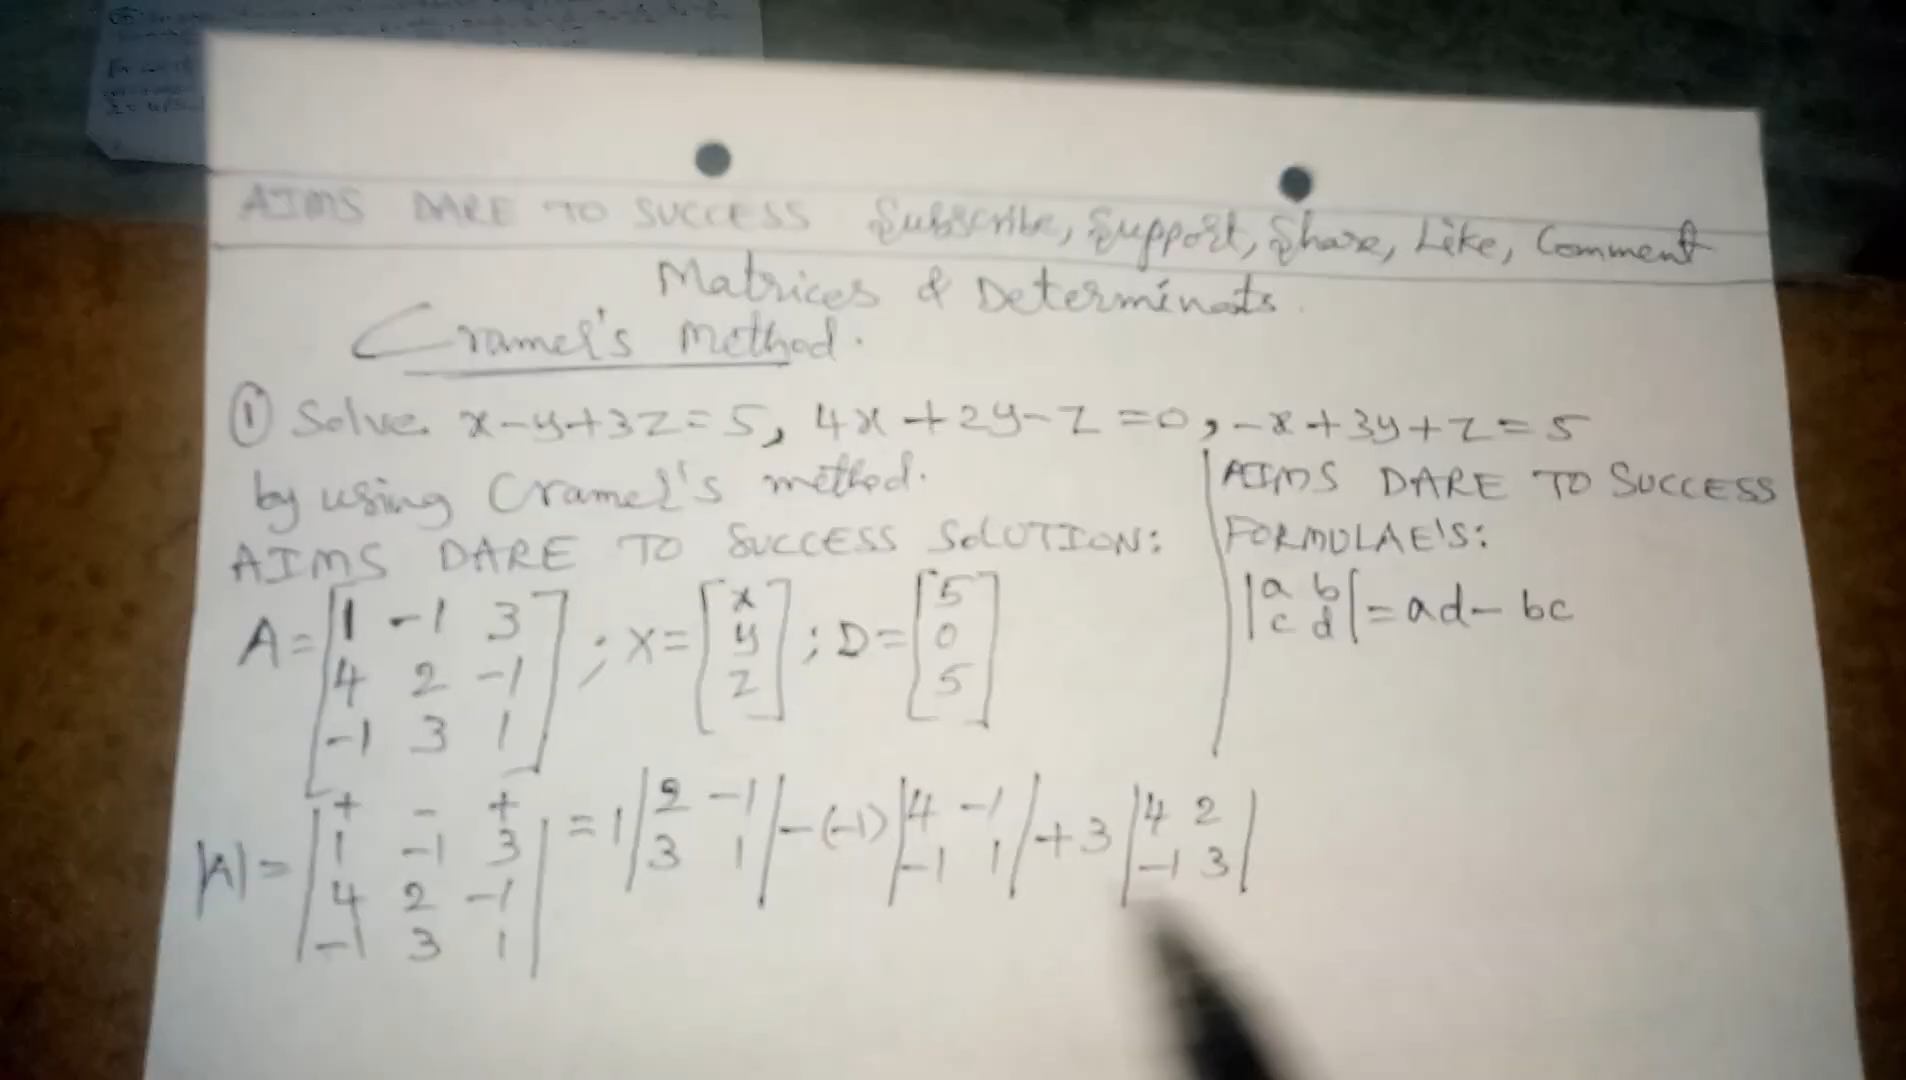 AIMS DARE TO SUCCESS Subscribe, Support, Share, Like, Comment
Matrices & Determinats.
Cramer's Method.
① Solve x-y+3z=5, 4x+2y-z=0, -x+3y+z=5
by using Cramer's method.
AIMS DARE TO SUCCESS SOLUTION:
A=[1 -1 3; X=[x; D=[5
4 2 -1 y 0
-1 3 1] z] 5]
|A|= + - + =1|2 -1|-(-1)|4 -1|+3|4 2|
|1 -1 3 |3 1| |-1 1| |-1 3|
4 2 -1
-1 3 1|
AIMS DARE TO SUCCESS
FORMULAE'S:
|a b|=ad-bc
|c d|